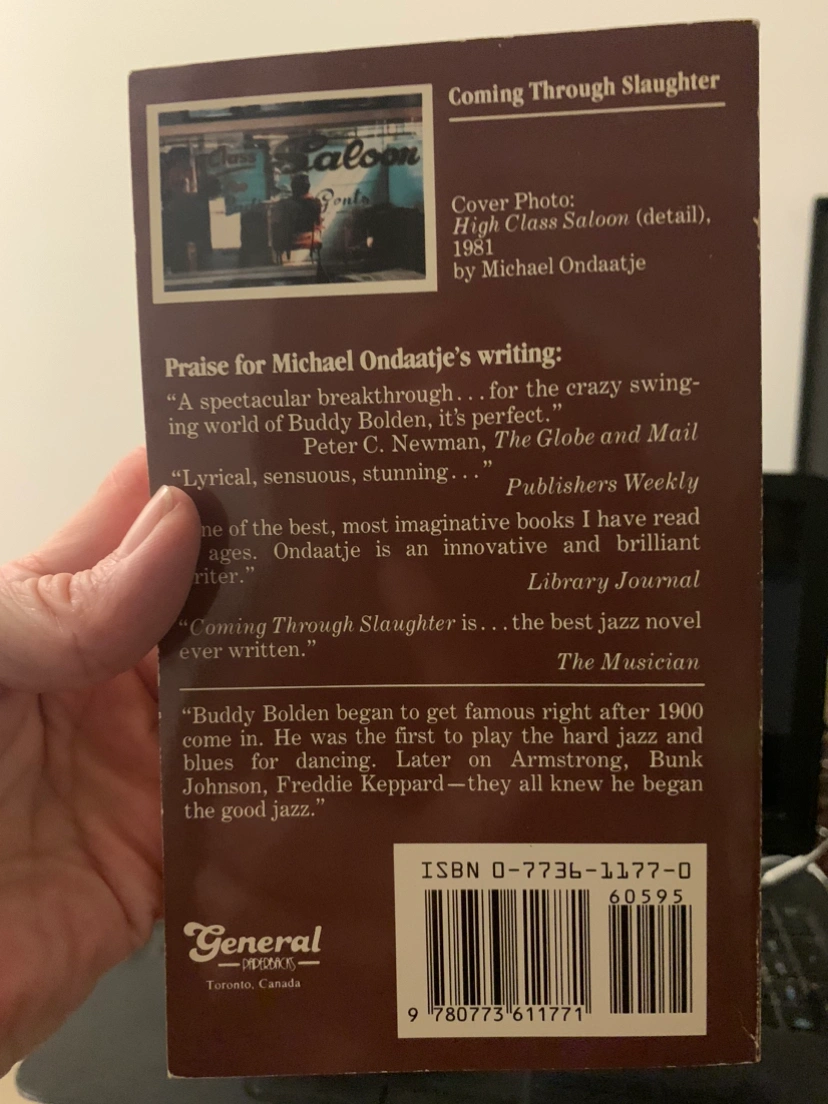 Coming Through Slaughter
Class Saloon
Gents
Cover Photo:
High Class Saloon (detail),
1981
by Michael Ondaatje
Praise for Michael Ondaatje's writing:
“A spectacular breakthrough...for the crazy swing-
ing world of Buddy Bolden, it's perfect.”
Peter C. Newman, The Globe and Mail
“Lyrical, sensuous, stunning...”
Publishers Weekly
ne of the best, most imaginative books I have read
ages. Ondaatje is an innovative and brilliant
riter.”
Library Journal
“Coming Through Slaughter is...the best jazz novel
ever written.”
The Musician
“Buddy Bolden began to get famous right after 1900
come in. He was the first to play the hard jazz and
blues for dancing. Later on Armstrong, Bunk
Johnson, Freddie Keppard—they all knew he began
the good jazz.”
General
PAPERBACKS
Toronto, Canada
ISBN 0-7736-1177-0
60595
9 780773 611771